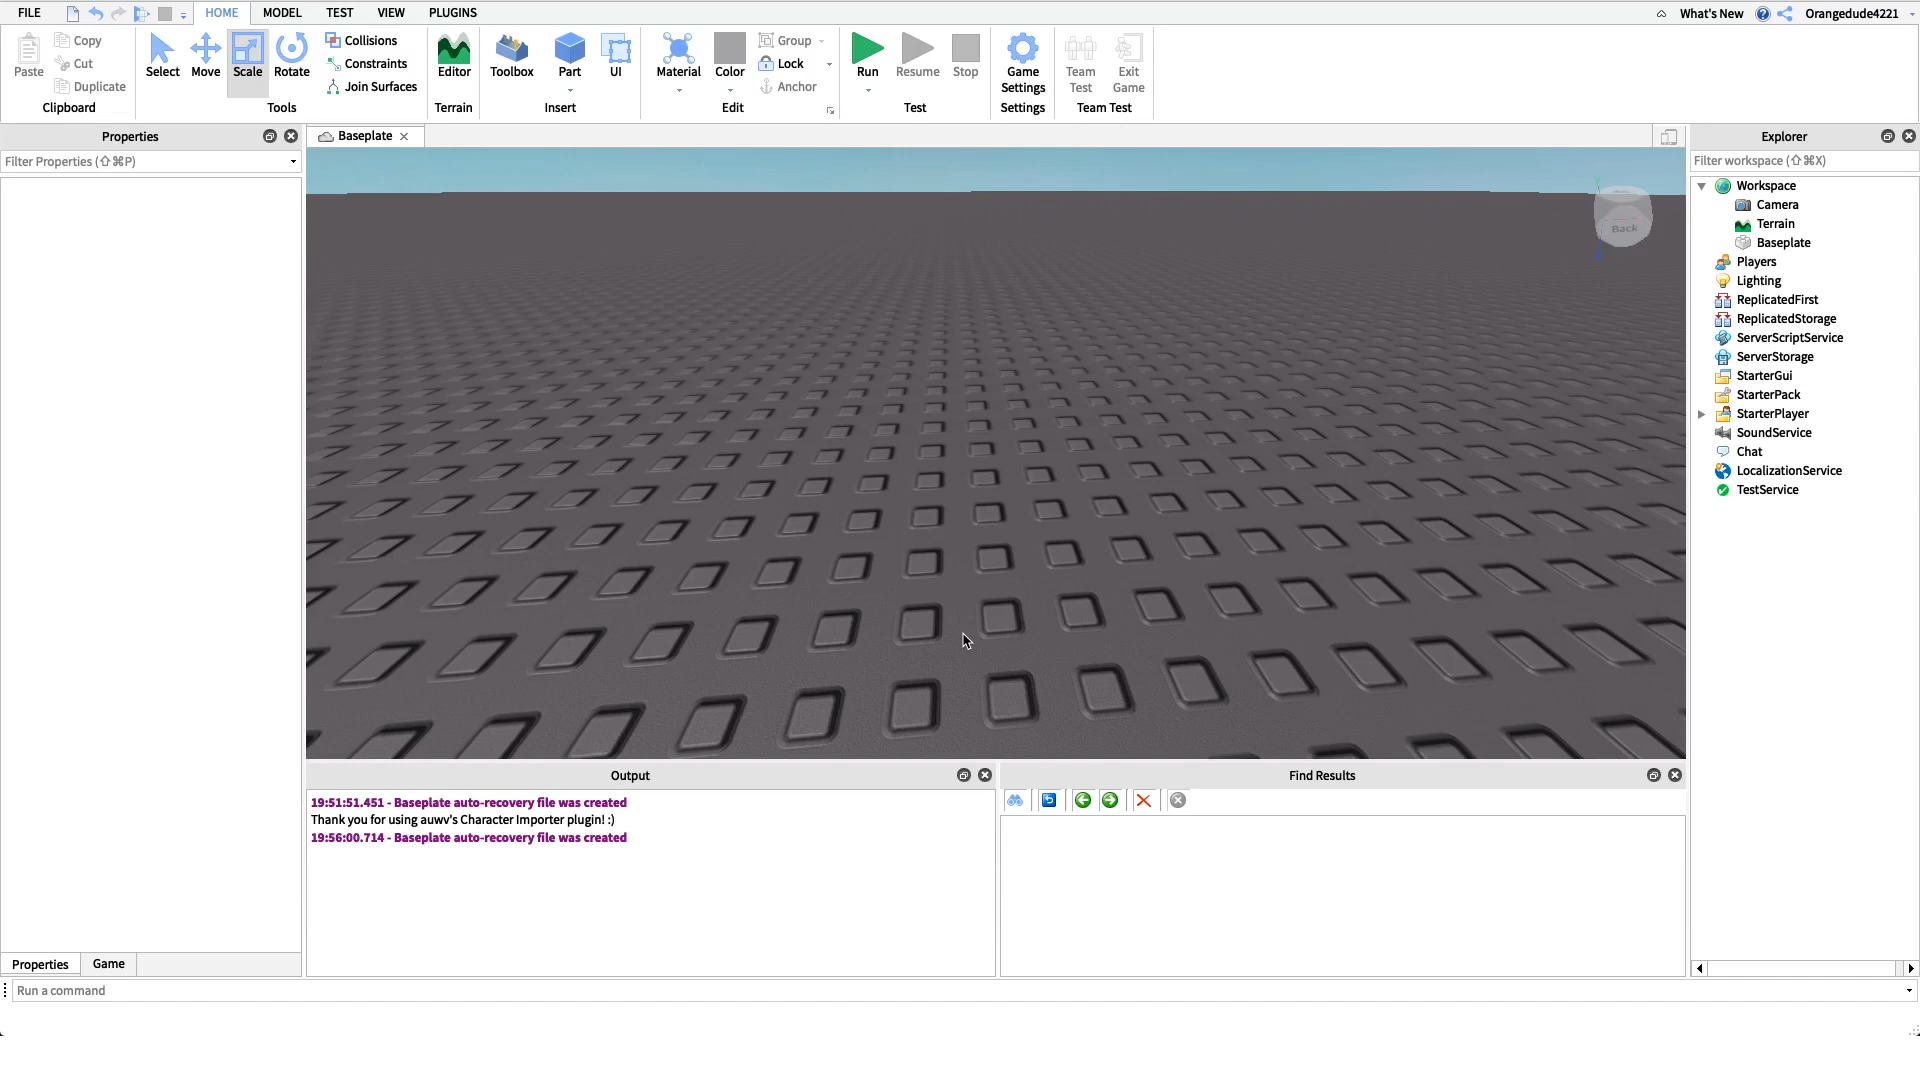 FILE
HOME
MODEL
TEST
VIEW
PLUGINS
What's New
Orangedude4221
Paste
Copy
Cut
Duplicate
Clipboard
Select
Move
Scale
Rotate
Collisions
Constraints
Join Surfaces
Tools
Editor
Terrain
Toolbox
Part
UI
Insert
Material
Color
Group
Lock
Anchor
Edit
Run
Resume
Stop
Test
Game
Settings
Settings
Team
Test
Exit
Game
Team Test
Properties
Filter Properties (⇧⌘P)
Baseplate
Back
Explorer
Filter workspace (⇧⌘X)
Workspace
Camera
Terrain
Baseplate
Players
Lighting
ReplicatedFirst
ReplicatedStorage
ServerScriptService
ServerStorage
StarterGui
StarterPack
StarterPlayer
SoundService
Chat
LocalizationService
TestService
Output
19:51:51.451 - Baseplate auto-recovery file was created
Thank you for using auwv's Character Importer plugin! :)
19:56:00.714 - Baseplate auto-recovery file was created
Find Results
Properties
Game
Run a command